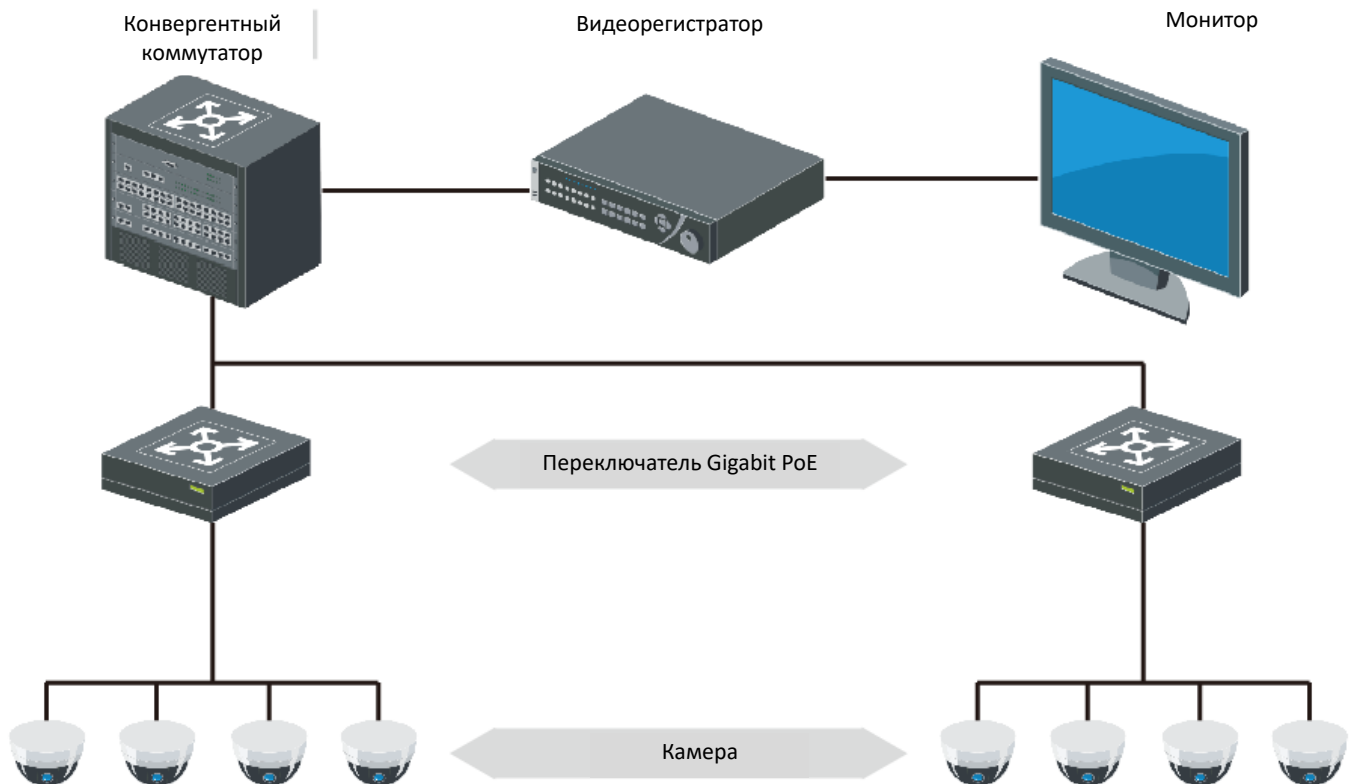 Конвергентный
коммутатор
Видеорегистратор
Монитор
Переключатель Gigabit PoE
Камера